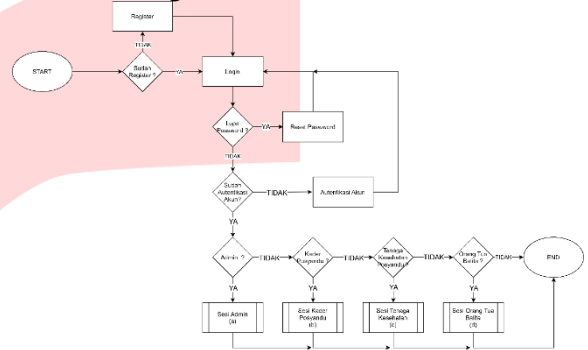 Register
TIDAK
START
Sudah
Register ?
YA
Login
Lupa
Password ?
YA
Reset Password
TIDAK
Sudah
Autentikasi
Akun?
TIDAK
Autentikasi Akun
YA
Admin ?
TIDAK
Kader
Posyandu ?
TIDAK
Tenaga
Kesehatan
Posyandu?
TIDAK
Orang Tua
Balita ?
TIDAK
END
YA
YA
YA
YA
Sesi Admin
(a)
Sesi Kader
Posyandu
(b)
Sesi Tenaga
Kesehatan
(c)
Sesi Orang Tua
Balita
(d)